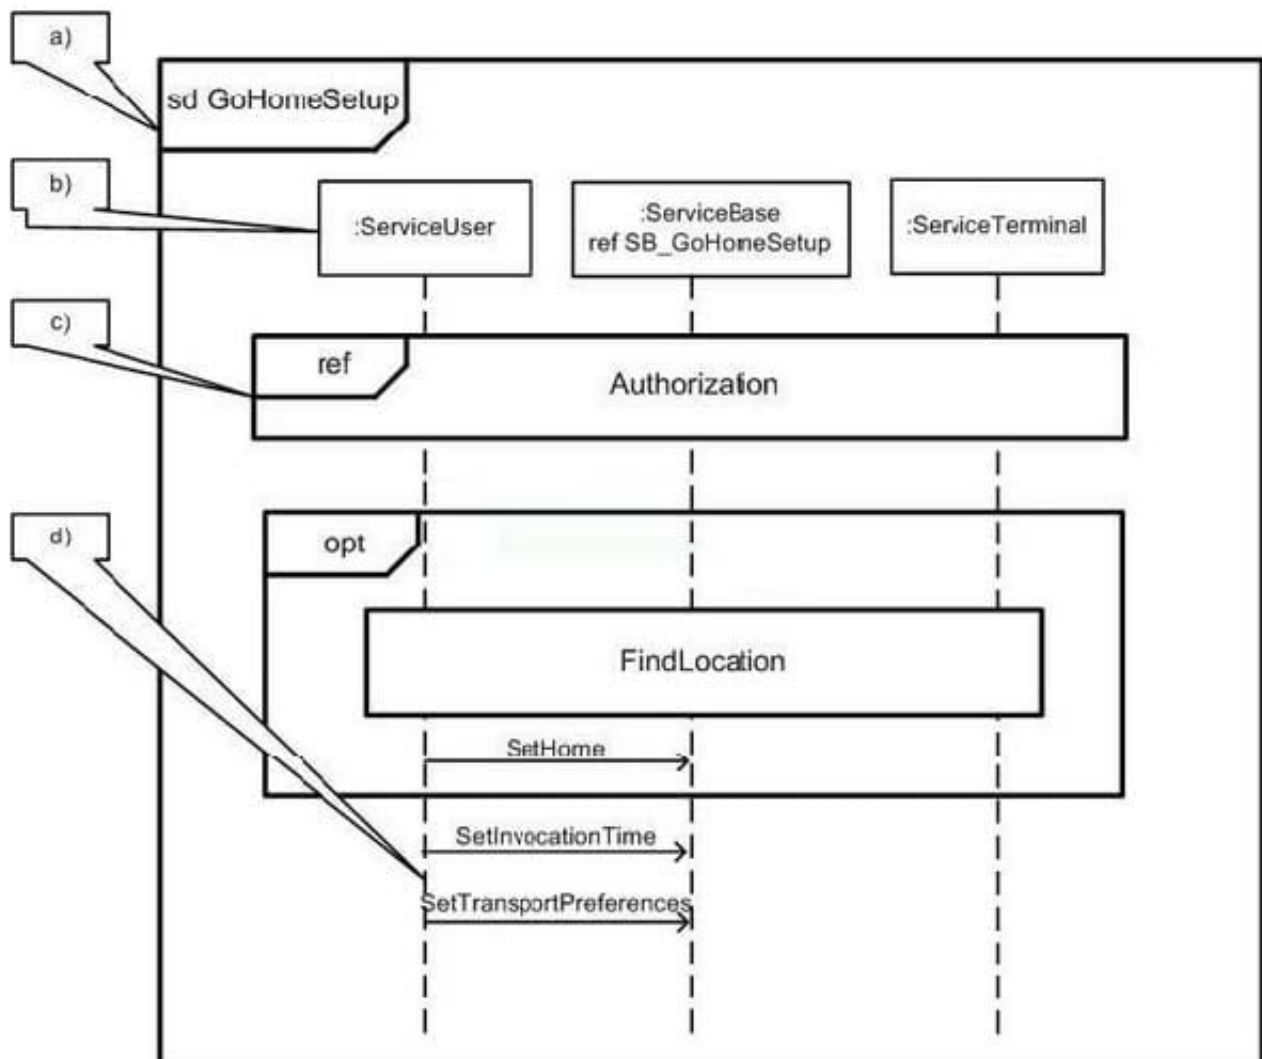 a)
sd GoHomeSetup
b)
:ServiceUser
:ServiceBase
ref SB_GoHomeSetup
:ServiceTerminal
c)
ref
Authorization
d)
opt
FindLocation
SetHome
SetInvocationTime
SetTransportPreferences